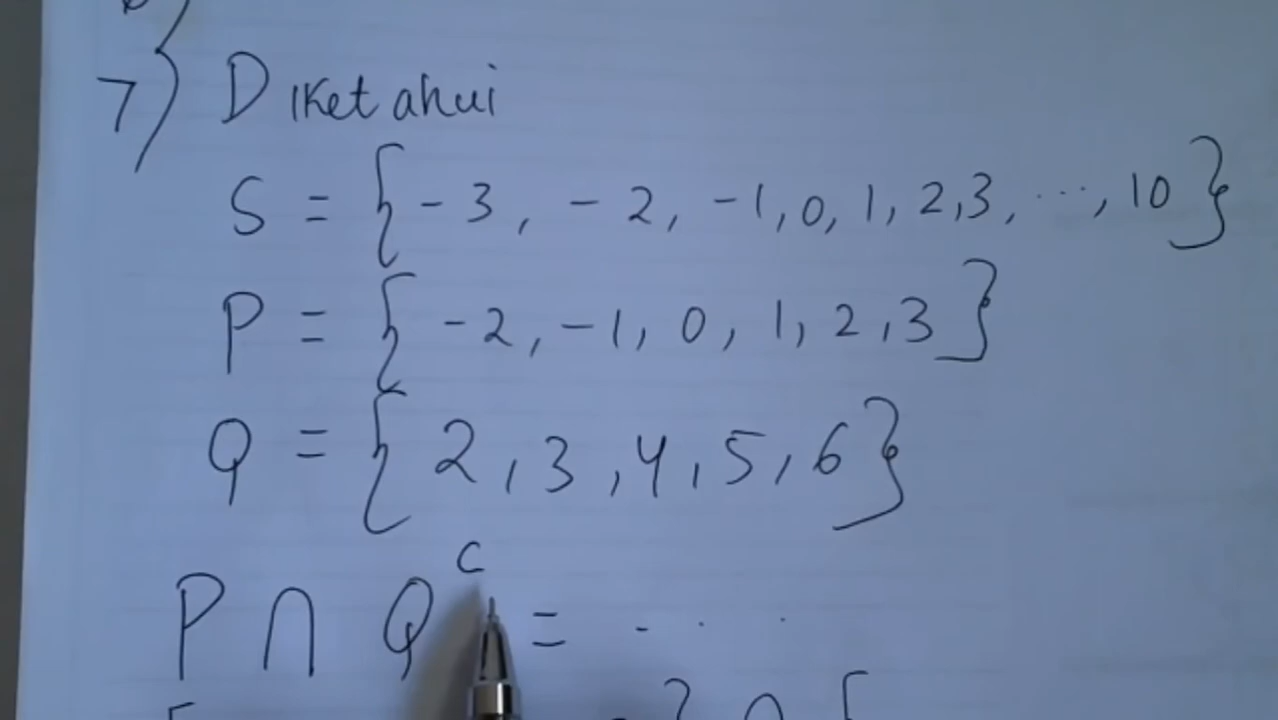 7) Diketahui
S = { -3, -2, -1, 0, 1, 2, 3, ..., 10 }
P = { -2, -1, 0, 1, 2, 3 }
Q = { 2, 3, 4, 5, 6 }
P ∩ Qᶜ = ...